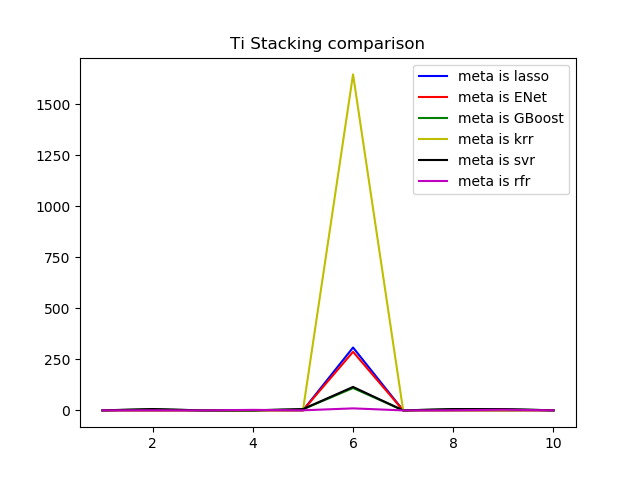 Ti Stacking comparison
meta is lasso
meta is ENet
meta is GBoost
meta is krr
meta is svr
meta is rfr
1500
1250
1000
750
500
250
0
2 4 6 8 10